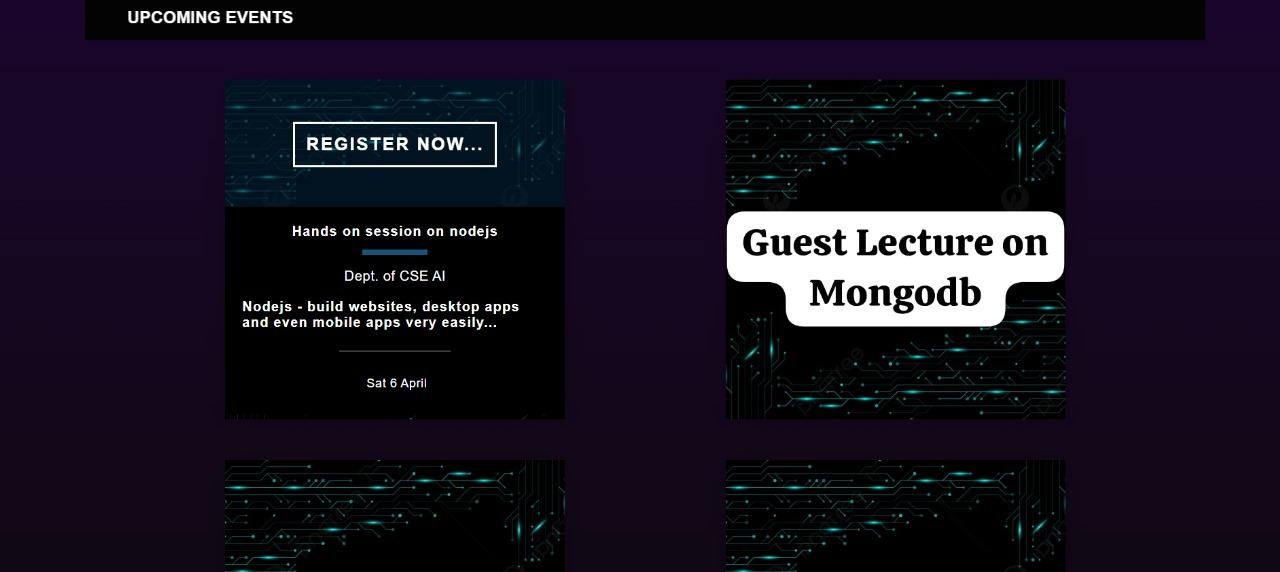 UPCOMING EVENTS
REGISTER NOW...
Hands on session on nodejs
Dept. of CSE AI
Nodejs - build websites, desktop apps
and even mobile apps very easily...
Sat 6 April
Guest Lecture on
Mongodb